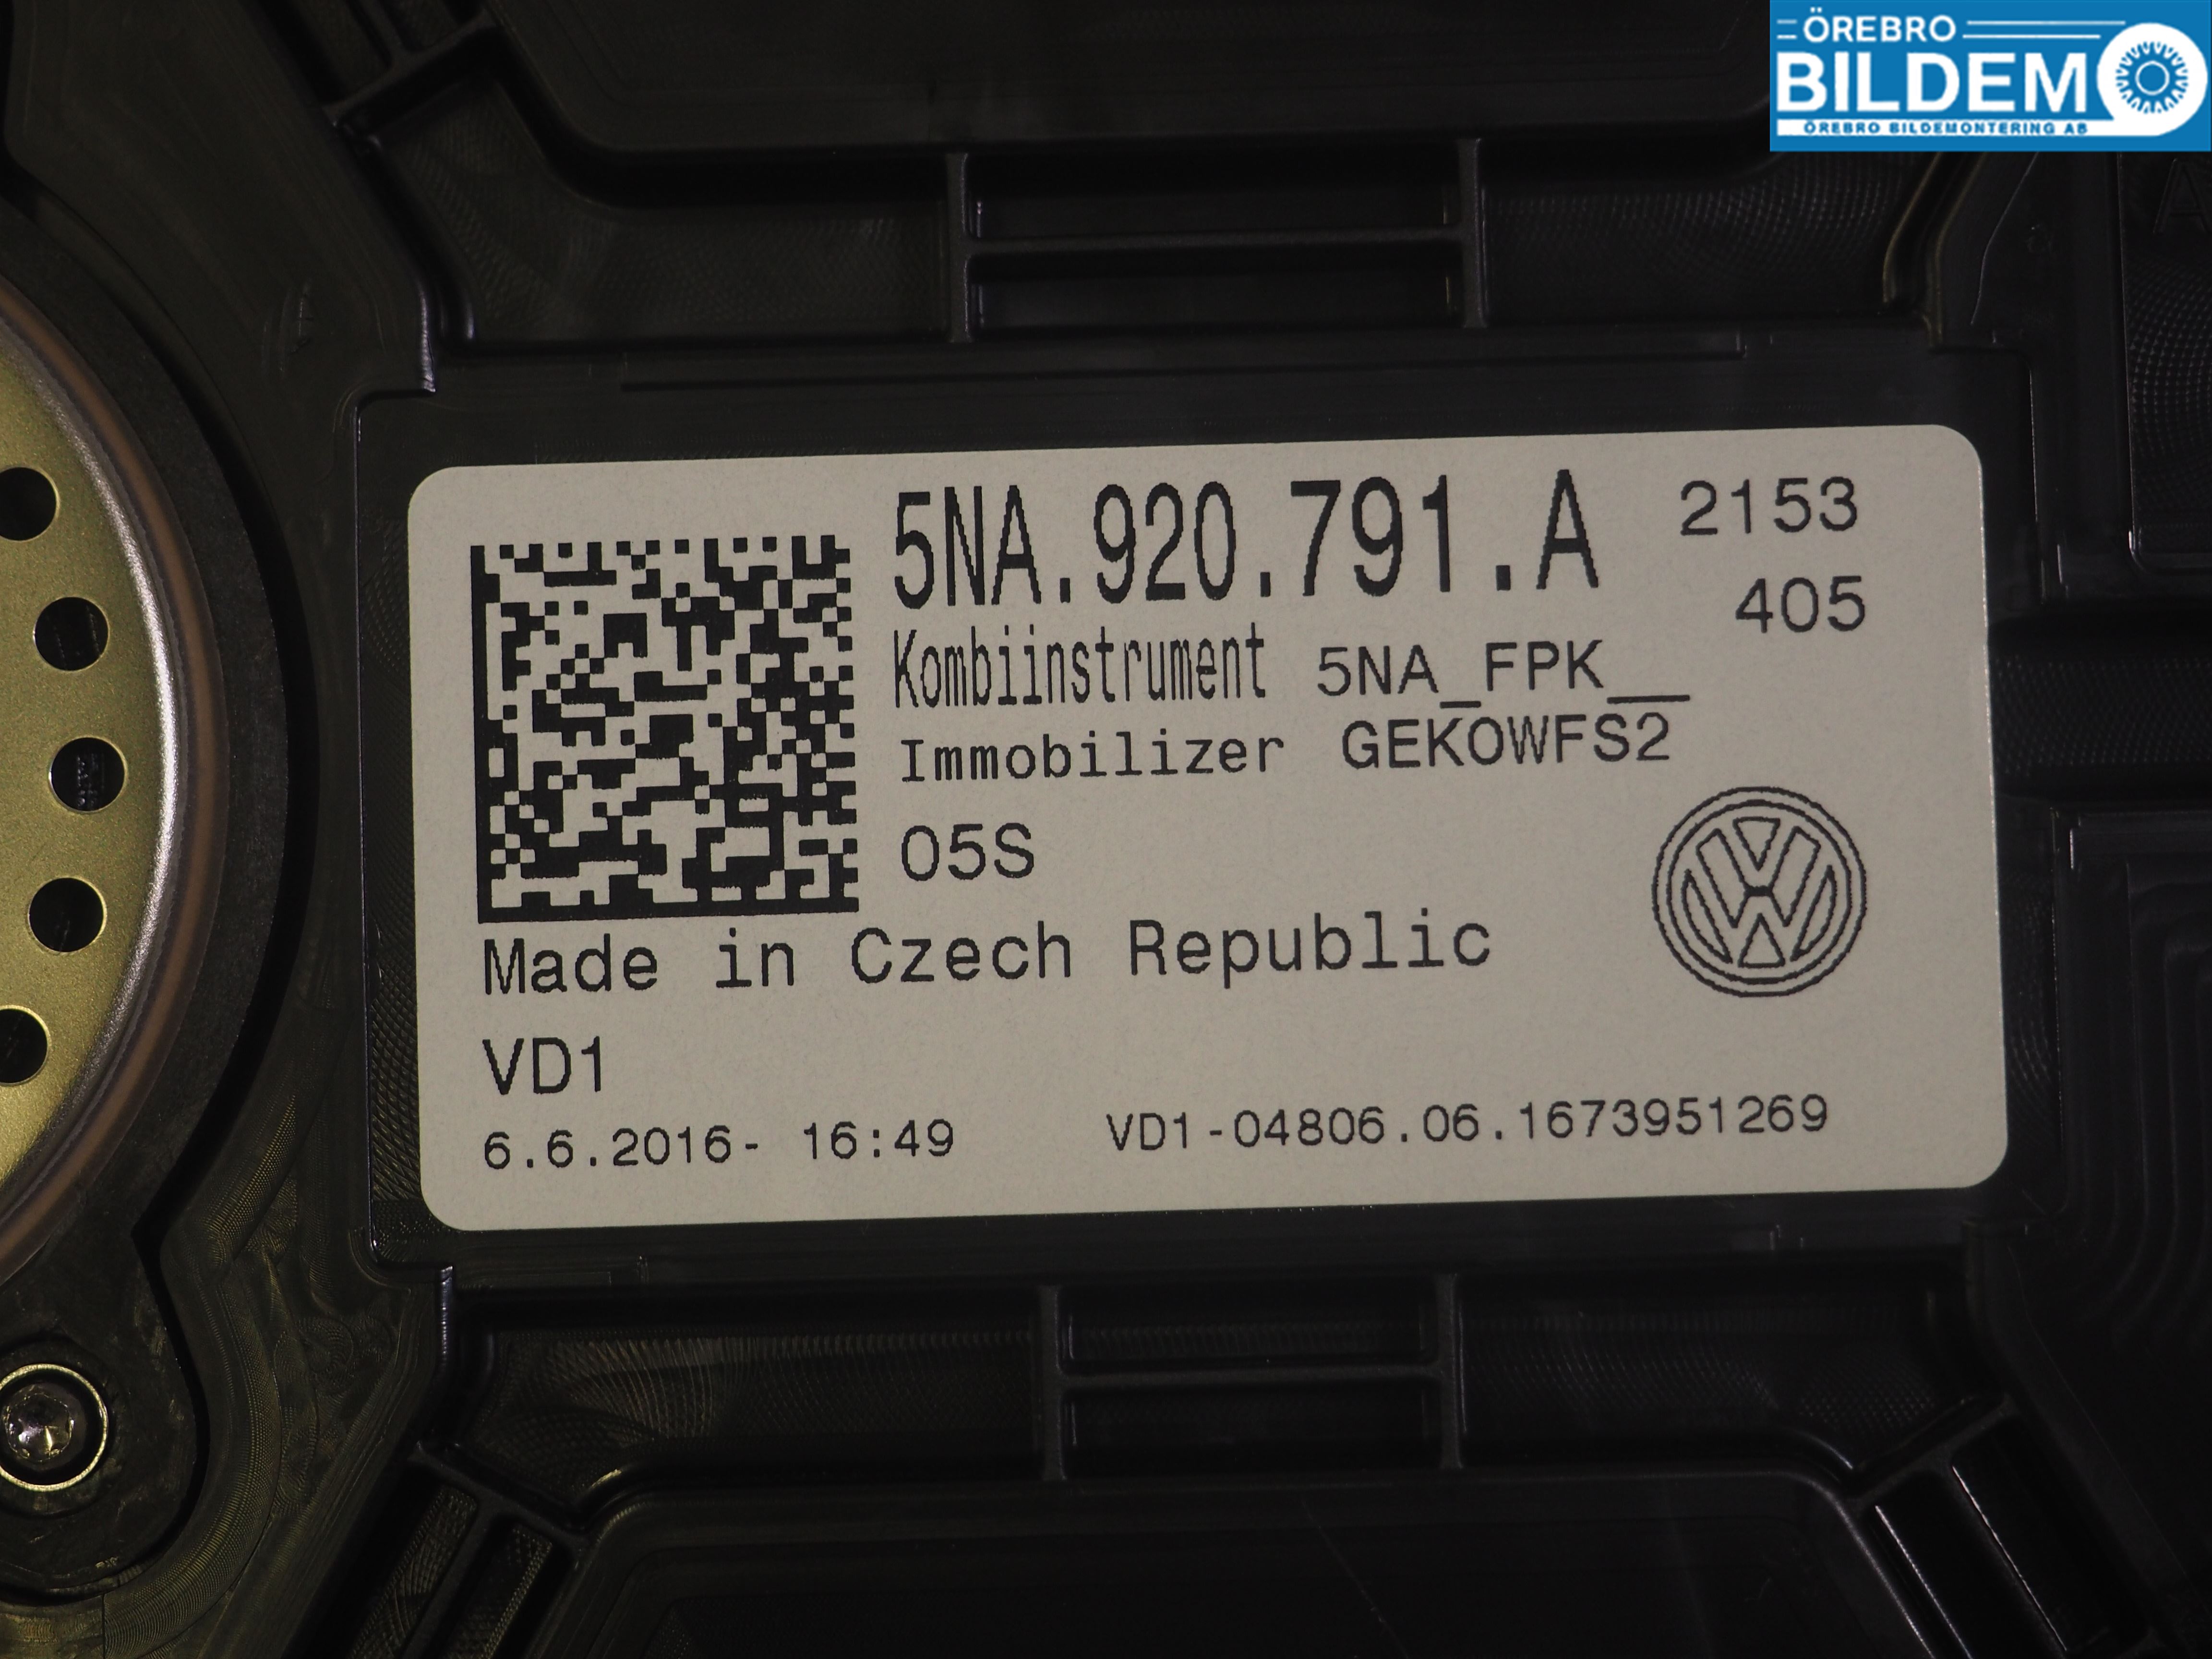 ÖREBRO
BILDEMO
ÖREBRO BILDEMONTERING AB
5NA.920.791.A 2153
405
Kombiinstrument 5NA_FPK__
Immobilizer GEKOWFS2
05S
Made in Czech Republic
VD1
6.6.2016- 16:49 VD1-04806.06.1673951269